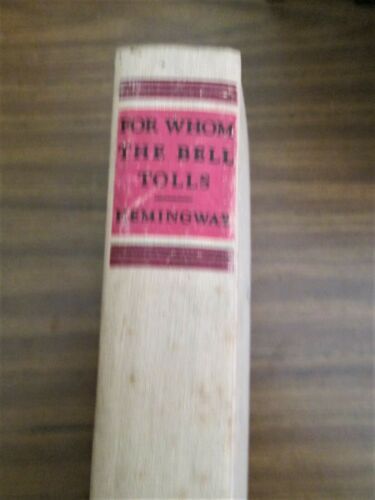 FOR WHOM
THE BELL
TOLLS
HEMINGWAY